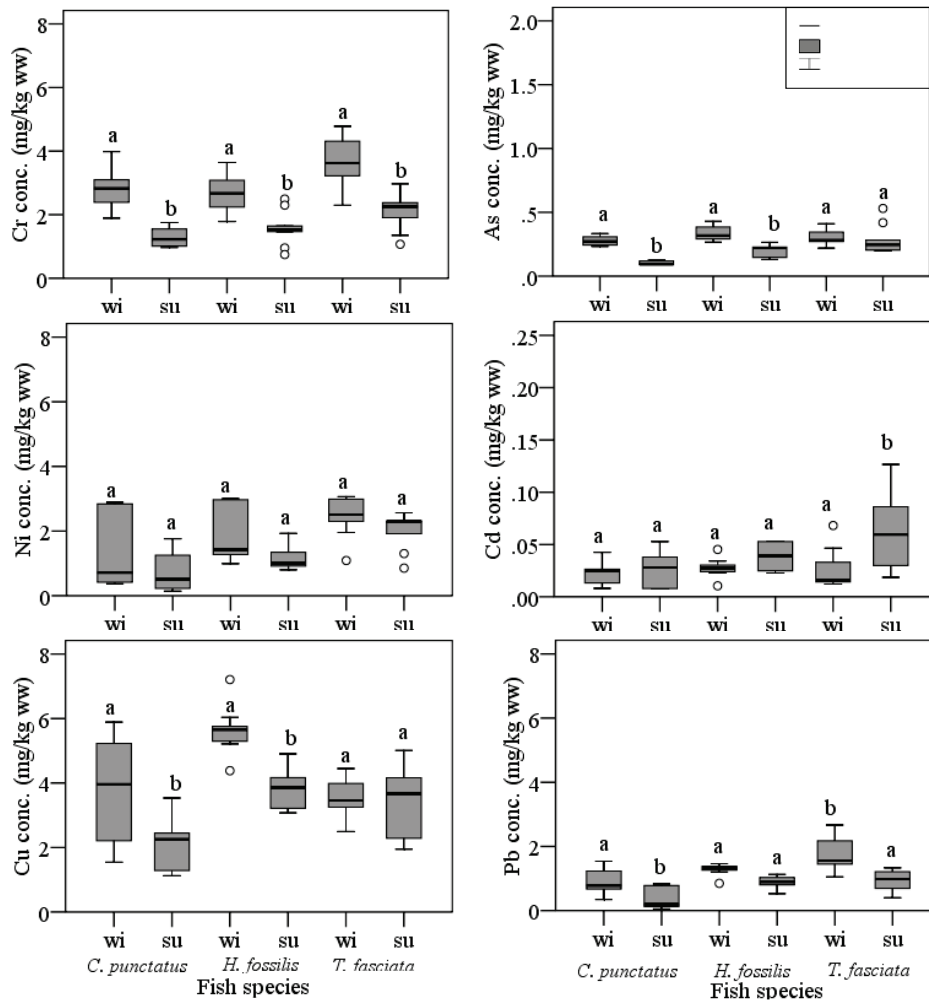 Cr conc. (mg/kg ww)
8
6
4
2
0
a
b
a
b
a
b
wi su wi su wi su
As conc. (mg/kg ww)
2.0
1.5
1.0
.5
.0
a
b
a
b
a
a
wi su wi su wi su
Ni conc. (mg/kg ww)
8
6
4
2
0
a
a
a
a
a
a
wi su wi su wi su
Cd conc. (mg/kg ww)
.25
.20
.15
.10
.05
.00
a
a
a
a
a
b
wi su wi su wi su
Cu conc. (mg/kg ww)
8
6
4
2
0
a
b
a
b
a
a
wi su wi su wi su
C. punctatus H. fossilis T. fasciata
Fish species
Pb conc. (mg/kg ww)
8
6
4
2
0
a
b
a
a
b
a
wi su wi su wi su
C. punctatus H. fossilis T. fasciata
Fish species